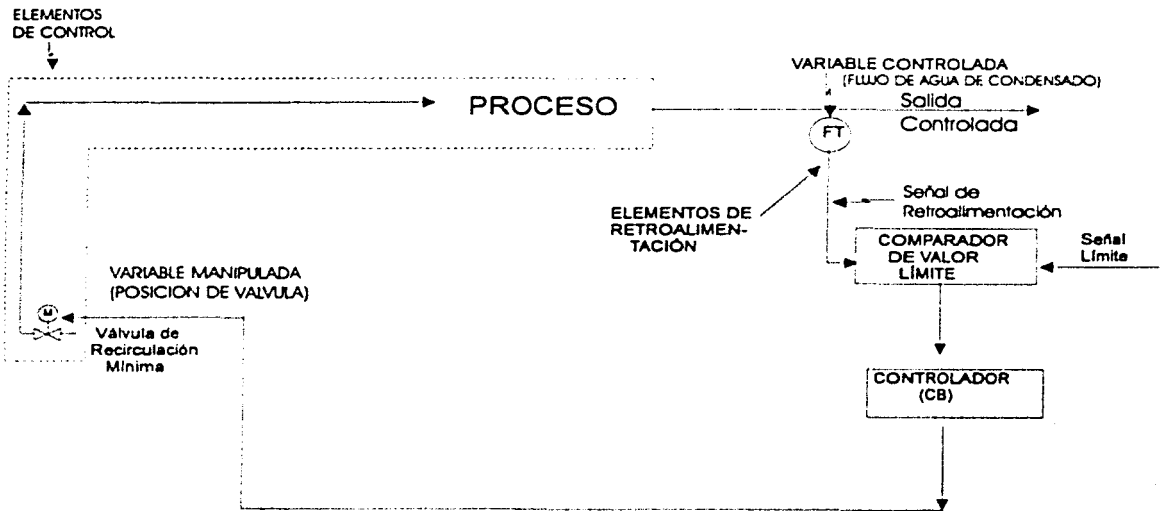 ELEMENTOS
DE CONTROL
VARIABLE CONTROLADA
(FLUJO DE AGUA DE CONDENSADO)
PROCESO
Salida
Controlada
FT
Señal de
Retroalimentación
ELEMENTOS DE
RETROALIMEN-
TACIÓN
COMPARADOR
DE VALOR
LÍMITE
Señal
Límite
VARIABLE MANIPULADA
(POSICION DE VALVULA)
M
Válvula de
Recirculación
Mínima
CONTROLADOR
(CB)